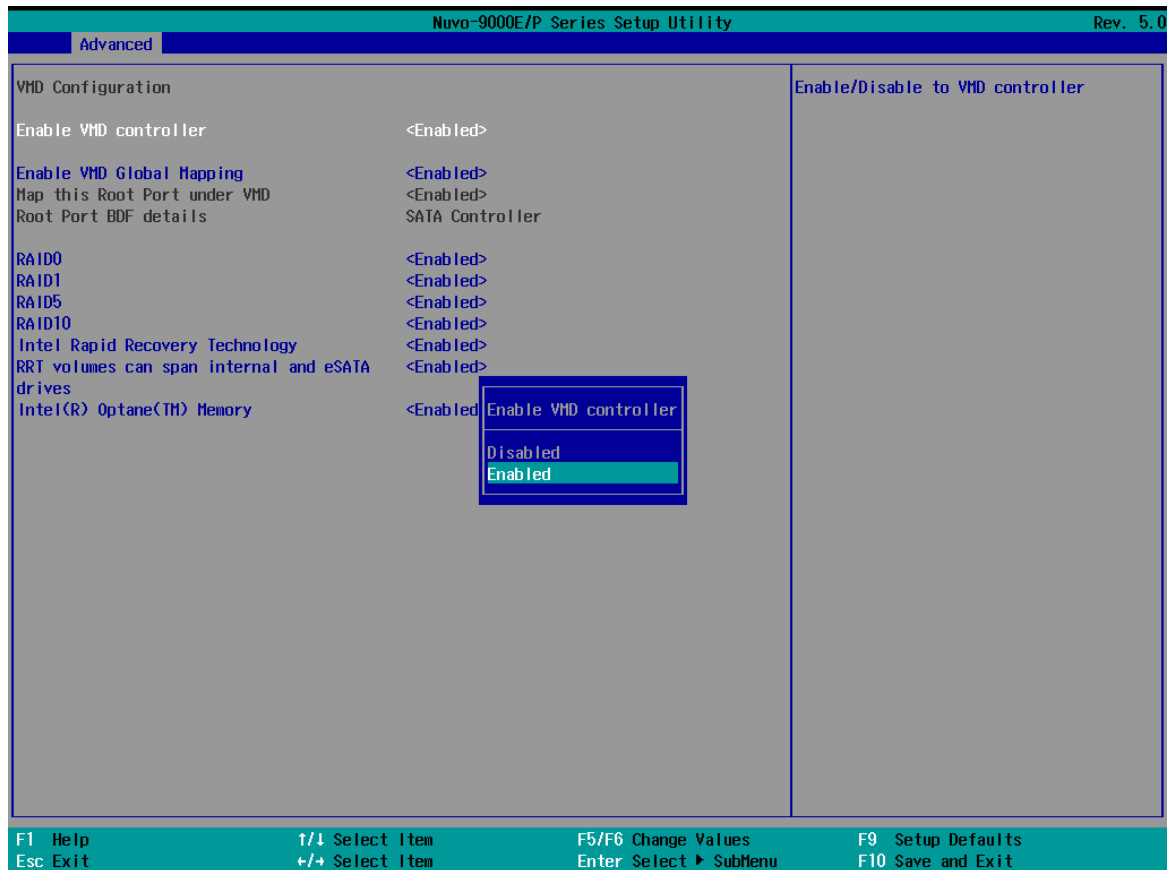 Nuvo-9000E/P Series Setup Utility Rev. 5.0
Advanced
VMD Configuration
Enable/Disable to VMD controller
Enable VMD controller <Enabled>
Enable VMD Global Mapping <Enabled>
Map this Root Port under VMD <Enabled>
Root Port BDF details SATA Controller
RAID0 <Enabled>
RAID1 <Enabled>
RAID5 <Enabled>
RAID10 <Enabled>
Intel Rapid Recovery Technology <Enabled>
RRT volumes can span internal and eSATA <Enabled>
drives
Intel(R) Optane(TM) Memory <Enabled
Enable VMD controller
Disabled
Enabled
F1 Help ↑/↓ Select Item F5/F6 Change Values F9 Setup Defaults
Esc Exit ←/→ Select Item Enter Select ▶ SubMenu F10 Save and Exit